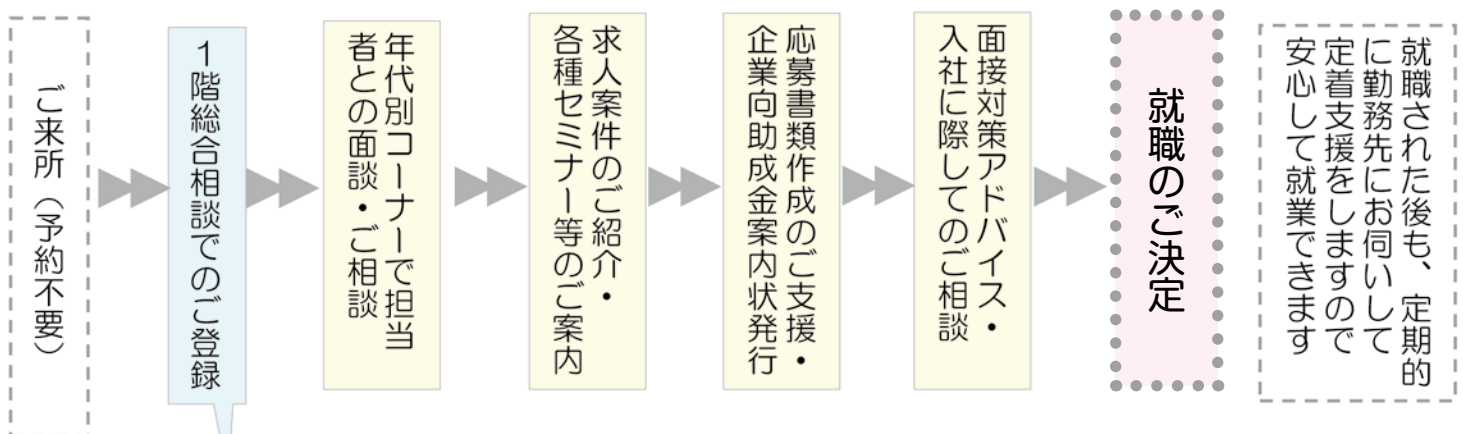 ご来所（予約不要）
1階総合相談でのご登録
年代別コーナーで担当
者との面談・ご相談
求人案件のご紹介・
各種セミナー等のご案内
応募書類作成のご支援・
企業向助成金案内状発行
面接対策アドバイス・
入社に際してのご相談
就職のご決定
就職された後も、定期的
に勤務先にお伺いして
定着支援をしますので
安心して就業できます